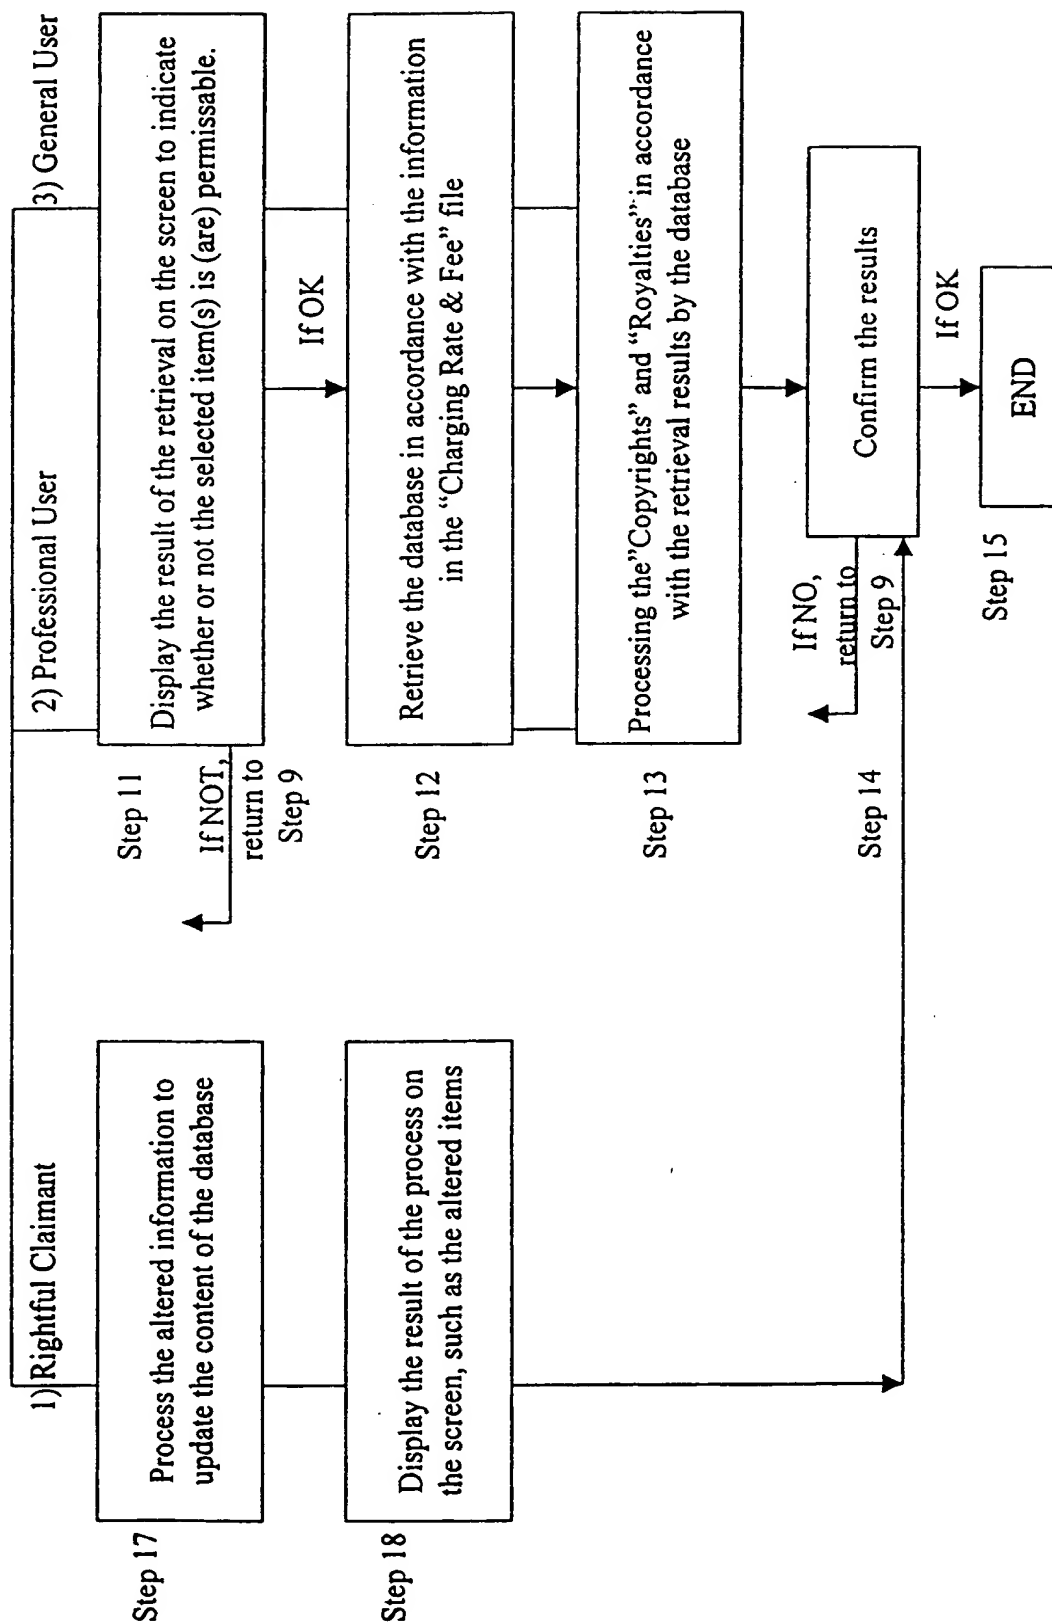 1) Rightful Claimant
2) Professional User
3) General User
Step 17
Process the altered information to
update the content of the database
Step 18
Display the result of the process on
the screen, such as the altered items
Step 11
Display the result of the retrieval on the screen to indicate
whether or not the selected item(s) is (are) permissable.
If NOT,
return to
Step 9
If OK
Step 12
Retrieve the database in accordance with the information
in the “Charging Rate & Fee” file
Step 13
Processing the”Copyrights” and “Royalties” in accordance
with the retrieval results by the database
Step 14
Confirm the results
If NO,
return to
Step 9
If OK
Step 15
END